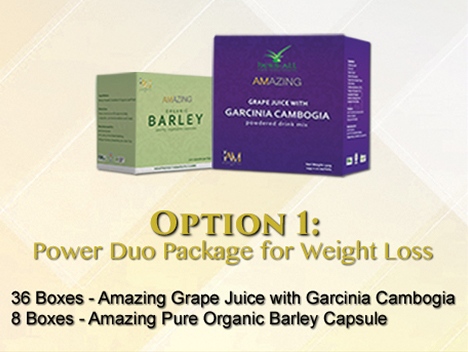 AMAZING
GRAPE JUICE WITH
GARCINIA CAMBOGIA
powdered drink mix
AMAZING
ORGANIC
BARLEY
OPTION 1:
Power Duo Package for Weight Loss
36 Boxes - Amazing Grape Juice with Garcinia Cambogia
8 Boxes - Amazing Pure Organic Barley Capsule